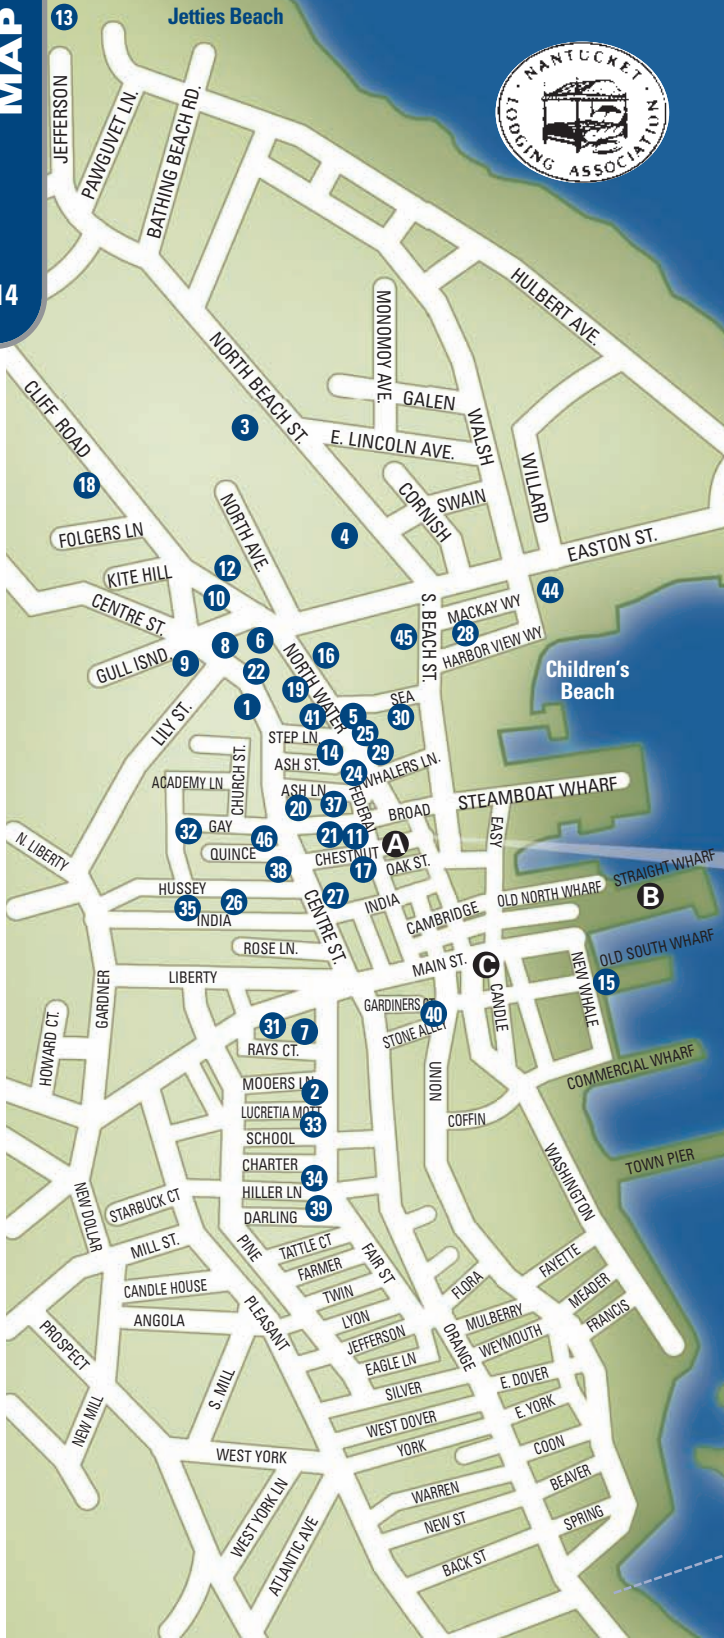 MAP
13
Jetties Beach
· NANTUCKET · LODGING ASSOCIATION
JEFFERSON
PAWGUVET LN.
BATHING BEACH RD.
14
HULBERT AVE.
MONOMOY AVE.
NORTH BEACH ST.
CLIFF ROAD
GALEN
WALSH
3
E. LINCOLN AVE.
WILLARD
18
CORNISH
SWAIN
NORTH AVE.
FOLGERS LN
4
EASTON ST.
12
KITE HILL
44
10
CENTRE ST.
S. BEACH ST.
MACKAY WY
28
45
HARBOR VIEW WY
8
6
16
GULL ISND.
9
22
NORTH WATER
Children's
Beach
19
SEA
1
41
5
30
LILY ST.
25
STEP LN
14
29
CHURCH ST.
ASH ST.
24
WHALERS LN.
ACADEMY LN
ASH LN
FEDERAL
STEAMBOAT WHARF
20
37
BROAD
EASY
32
GAY
46
21
11
A
N. LIBERTY
QUINCE
CHESTNUT
OAK ST.
38
17
STRAIGHT WHARF
HUSSEY
27
OLD NORTH WHARF
B
35
26
INDIA
INDIA
CENTRE ST.
CAMBRIDGE
ROSE LN.
OLD SOUTH WHARF
MAIN ST.
C
GARDNER
LIBERTY
NEW WHALE
15
CANDLE
GARDINERS CT.
40
31
7
STONE ALLEY
HOWARD CT.
RAYS CT.
COMMERCIAL WHARF
MOOERS LN
2
UNION
LUCRETIA MOTT
33
COFFIN
SCHOOL
WASHINGTON
TOWN PIER
CHARTER
34
NEW DOLLAR
HILLER LN
STARBUCK CT
39
DARLING
MILL ST.
PINE
TATTLE CT
FAIR ST
FARMER
FAYETTE
CANDLE HOUSE
TWIN
FLORA
MEADER
ANGOLA
PLEASANT
LYON
MULBERRY
FRANCIS
PROSPECT
JEFFERSON
ORANGE
WEYMOUTH
EAGLE LN
E. DOVER
S. MILL
SILVER
NEW MILL
E. YORK
WEST DOVER
WEST YORK
YORK
COON
WEST YORK LN
WARREN
BEAVER
NEW ST
SPRING
ATLANTIC AVE
BACK ST